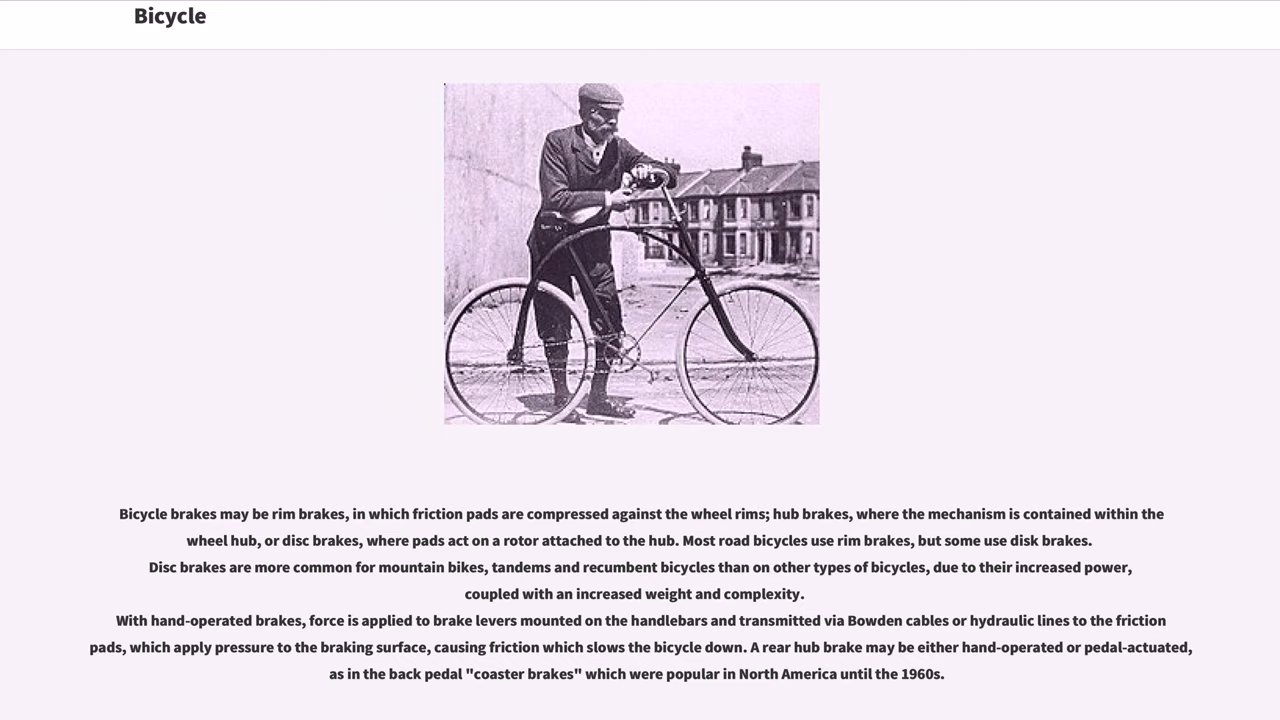 Bicycle
Bicycle brakes may be rim brakes, in which friction pads are compressed against the wheel rims; hub brakes, where the mechanism is contained within the
wheel hub, or disc brakes, where pads act on a rotor attached to the hub. Most road bicycles use rim brakes, but some use disk brakes.
Disc brakes are more common for mountain bikes, tandems and recumbent bicycles than on other types of bicycles, due to their increased power,
coupled with an increased weight and complexity.
With hand-operated brakes, force is applied to brake levers mounted on the handlebars and transmitted via Bowden cables or hydraulic lines to the friction
pads, which apply pressure to the braking surface, causing friction which slows the bicycle down. A rear hub brake may be either hand-operated or pedal-actuated,
as in the back pedal "coaster brakes" which were popular in North America until the 1960s.